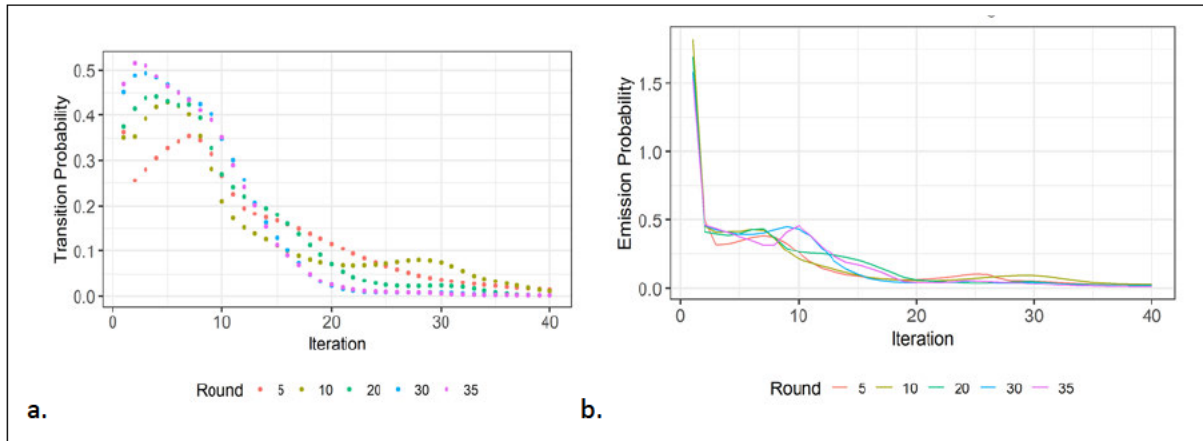 Transition Probability
0.5
0.4
0.3
0.2
0.1
0.0
0 10 20 30 40
Iteration
Round 5 10 20 30 35
a.
Emission Probability
1.5
1.0
0.5
0.0
0 10 20 30 40
Iteration
Round 5 10 20 30 35
b.